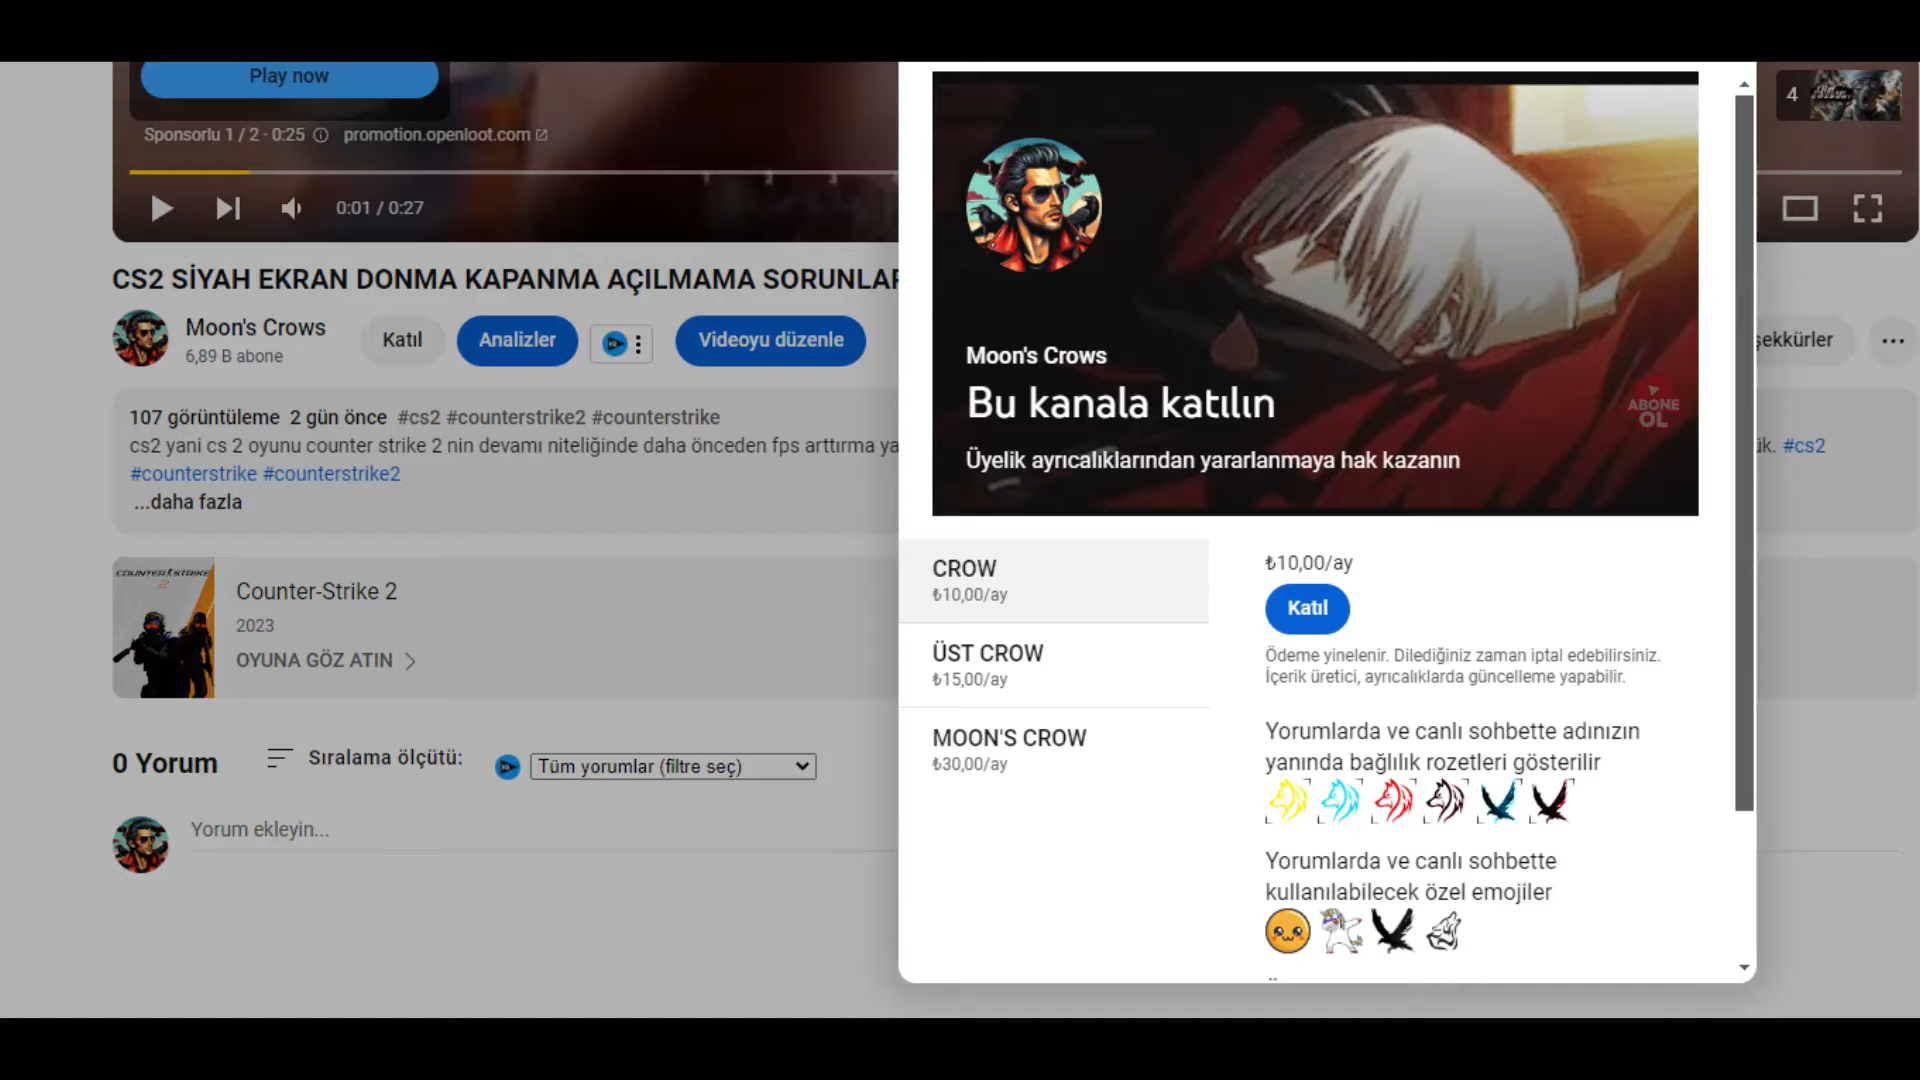 Play now
Sponsorlu 1 / 2 · 0:25
promotion.openloot.com
0:01 / 0:27
CS2 SİYAH EKRAN DONMA KAPANMA AÇILMAMA SORUNLAR
Moon's Crows
6,89 B abone
Katıl
Analizler
Videoyu düzenle
107 görüntüleme 2 gün önce #cs2 #counterstrike2 #counterstrike
cs2 yani cs 2 oyunu counter strike 2 nin devamı niteliğinde daha önceden fps arttırma ya
#counterstrike #counterstrike2
...daha fazla
COUNTER STRIKE
2
Counter-Strike 2
2023
OYUNA GÖZ ATIN
0 Yorum
Sıralama ölçütü:
Tüm yorumlar (filtre seç)
Yorum ekleyin...
Moon's Crows
Bu kanala katılın
Üyelik ayrıcalıklarından yararlanmaya hak kazanın
ABONE
OL
CROW
₺10,00/ay
ÜST CROW
₺15,00/ay
MOON'S CROW
₺30,00/ay
₺10,00/ay
Katıl
Ödeme yinelenir. Dilediğiniz zaman iptal edebilirsiniz.
İçerik üretici, ayrıcalıklarda güncelleme yapabilir.
Yorumlarda ve canlı sohbette adınızın
yanında bağlılık rozetleri gösterilir
Yorumlarda ve canlı sohbette
kullanılabilecek özel emojiler
4
şekkürler
#cs2